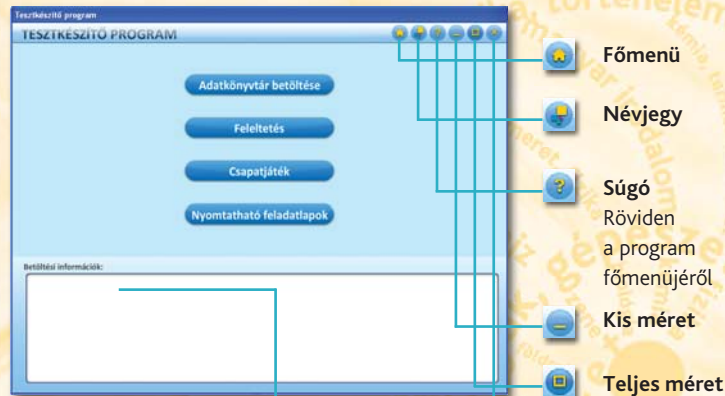 Tesztkészítő program
TESZTKÉSZÍTŐ PROGRAM
Adatkönyvtár betöltése
Feleltetés
Csapatjáték
Nyomtatható feladatlapok
Betöltési információk:
Főmenü
Névjegy
Súgó
Röviden
a program
főmenüjéről
Kis méret
Teljes méret